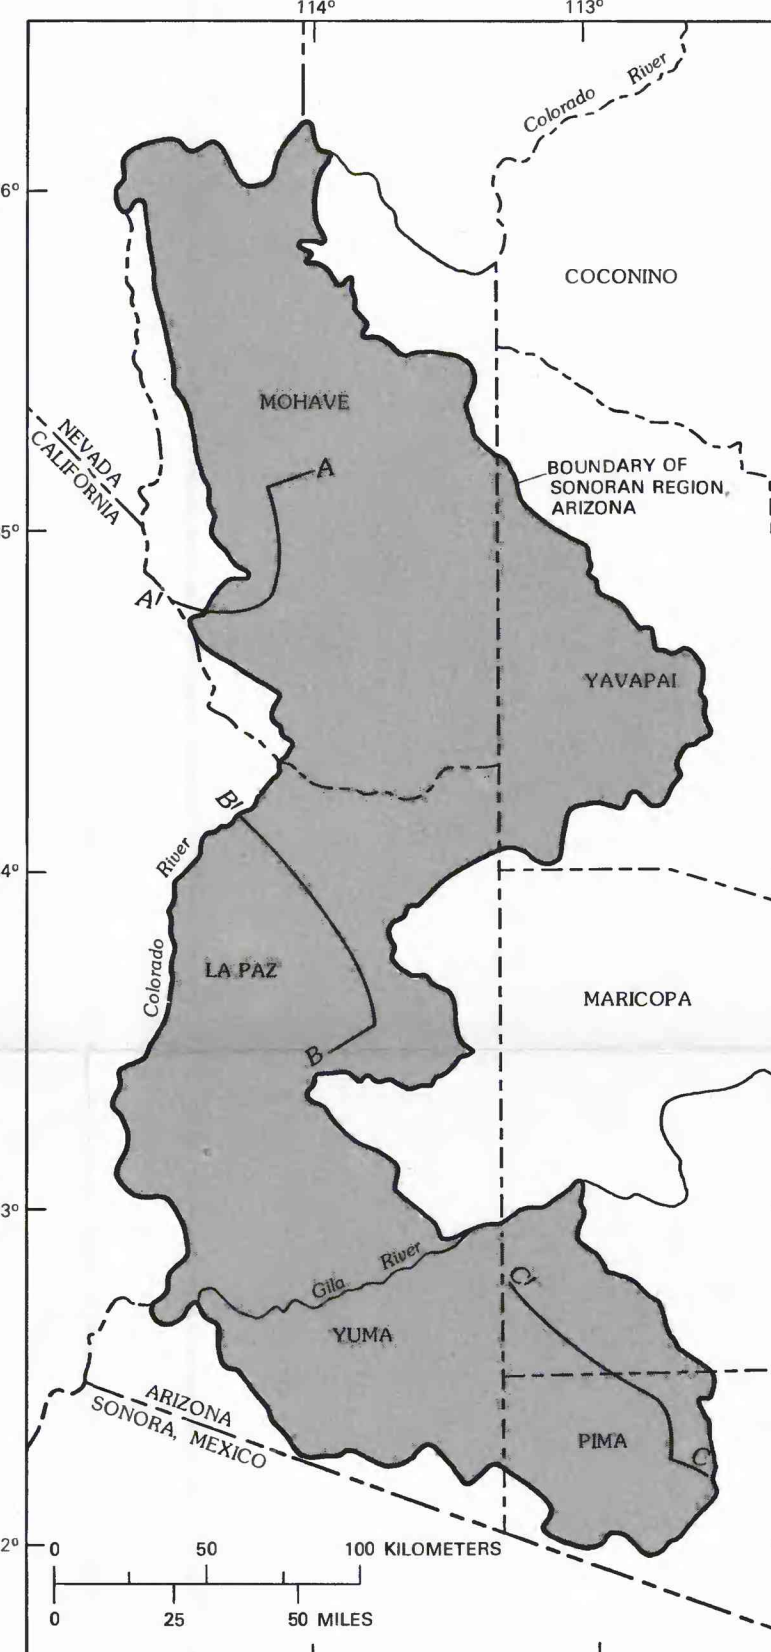 114°
113°
Colorado River
6°
COCONINO
MOHAVE
NEVADA
CALIFORNIA
A
BOUNDARY OF
SONORAN REGION,
ARIZONA
5°
A'
YAVAPAI
B'
River
4°
Colorado
LA PAZ
MARICOPA
B
3°
Gila River
C'
YUMA
ARIZONA
SONORA, MEXICO
PIMA
C
2°
0 50 100 KILOMETERS
0 25 50 MILES